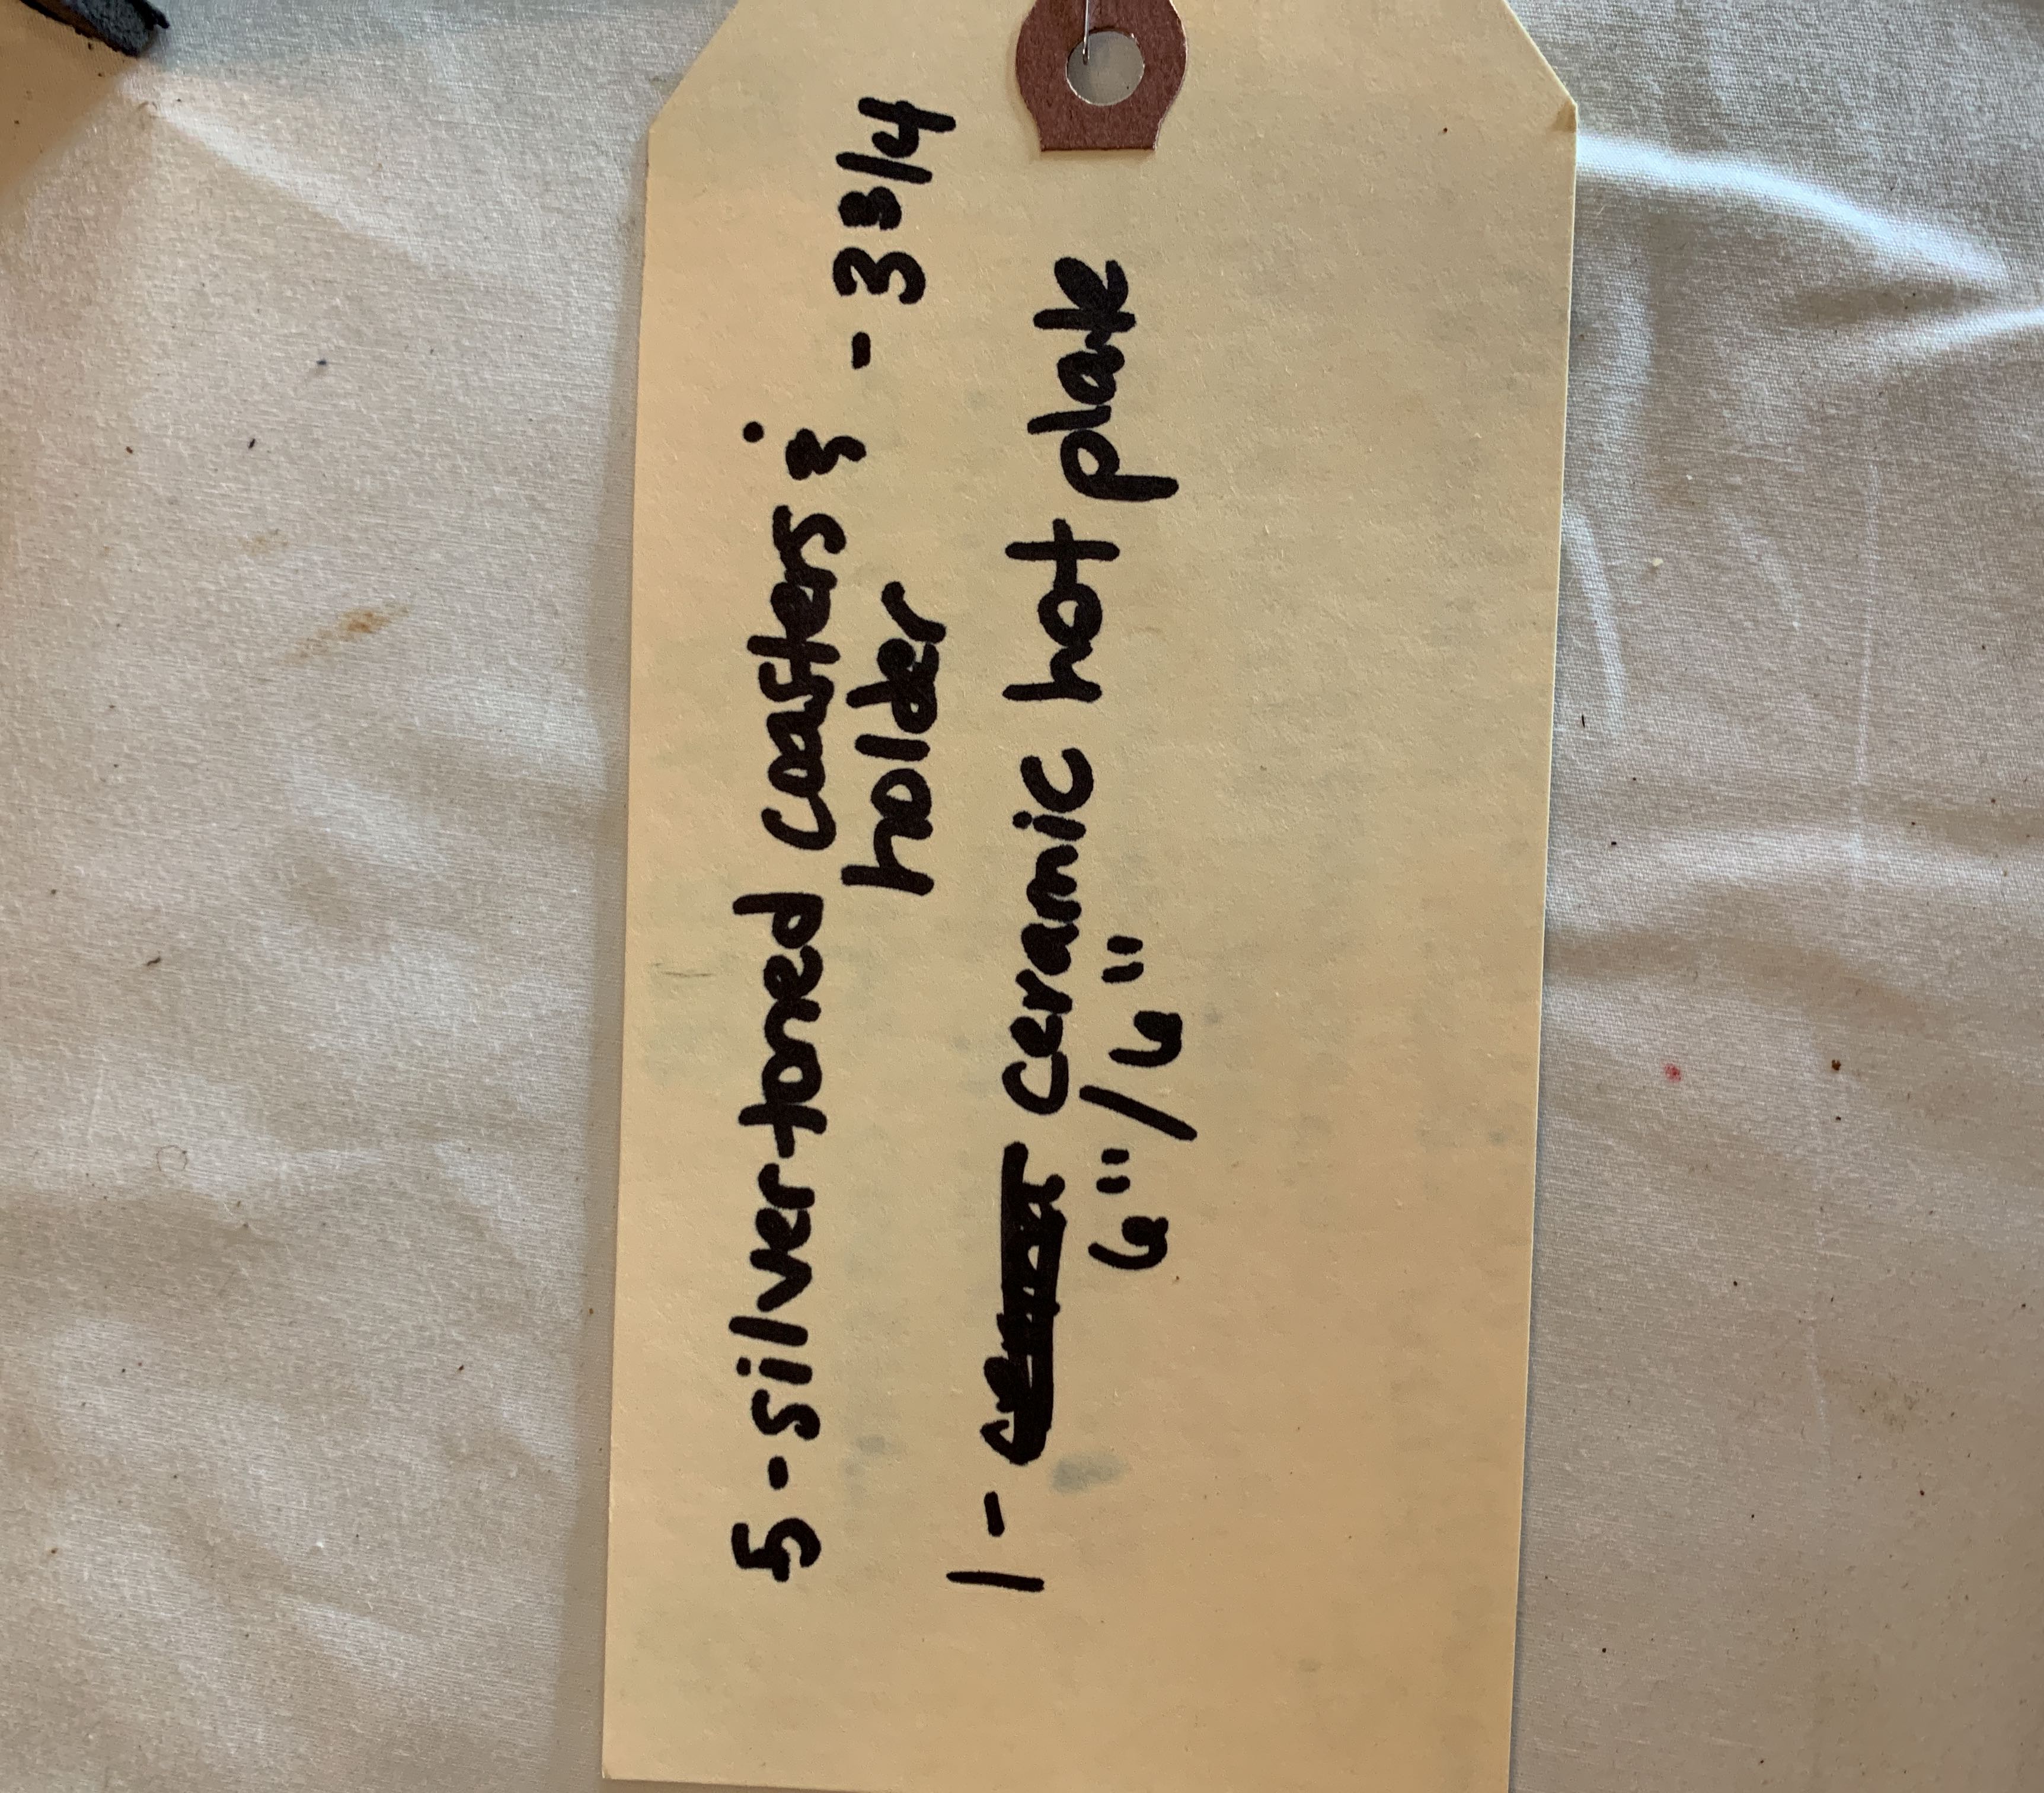 5-silver-toned coasters & - 3 3/4
holder
1- ceramic hot plate
6"/6"